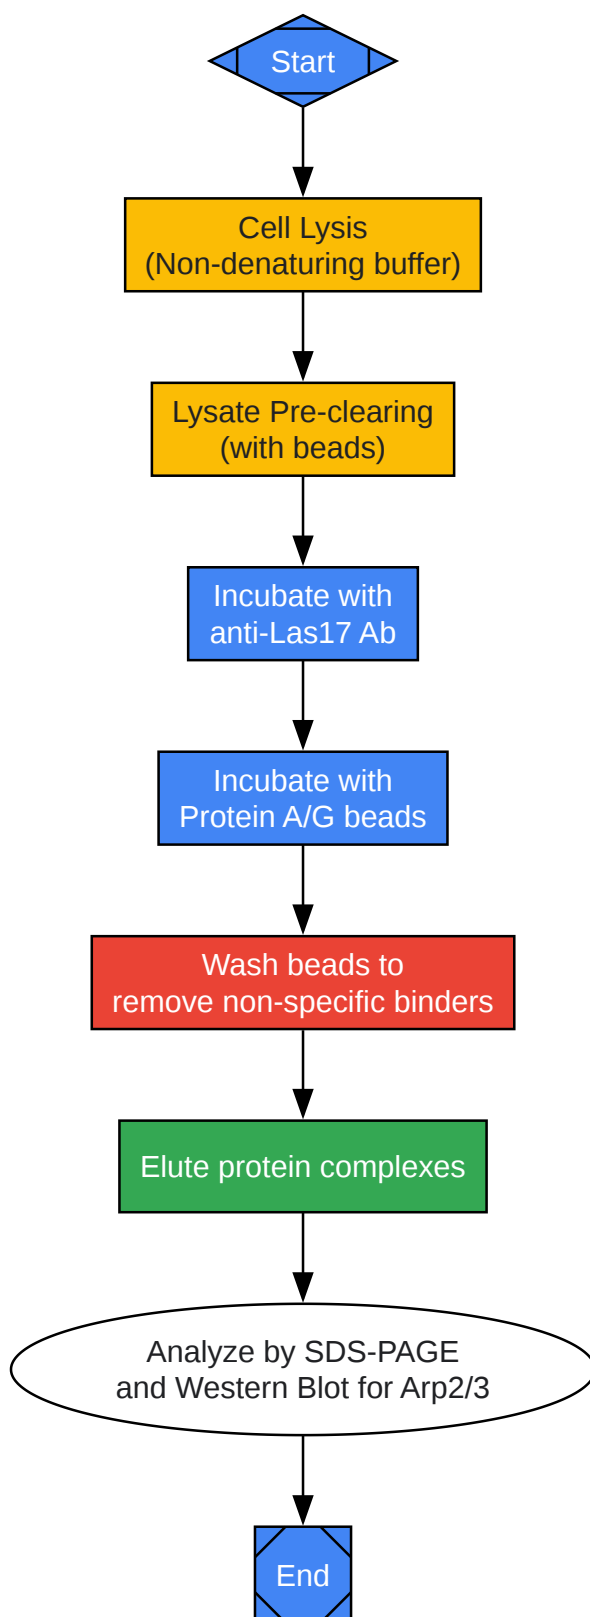 Start
Cell Lysis
(Non-denaturing buffer)
Lysate Pre-clearing
(with beads)
Incubate with
anti-Las17 Ab
Incubate with
Protein A/G beads
Wash beads to
remove non-specific binders
Elute protein complexes
Analyze by SDS-PAGE
and Western Blot for Arp2/3
End